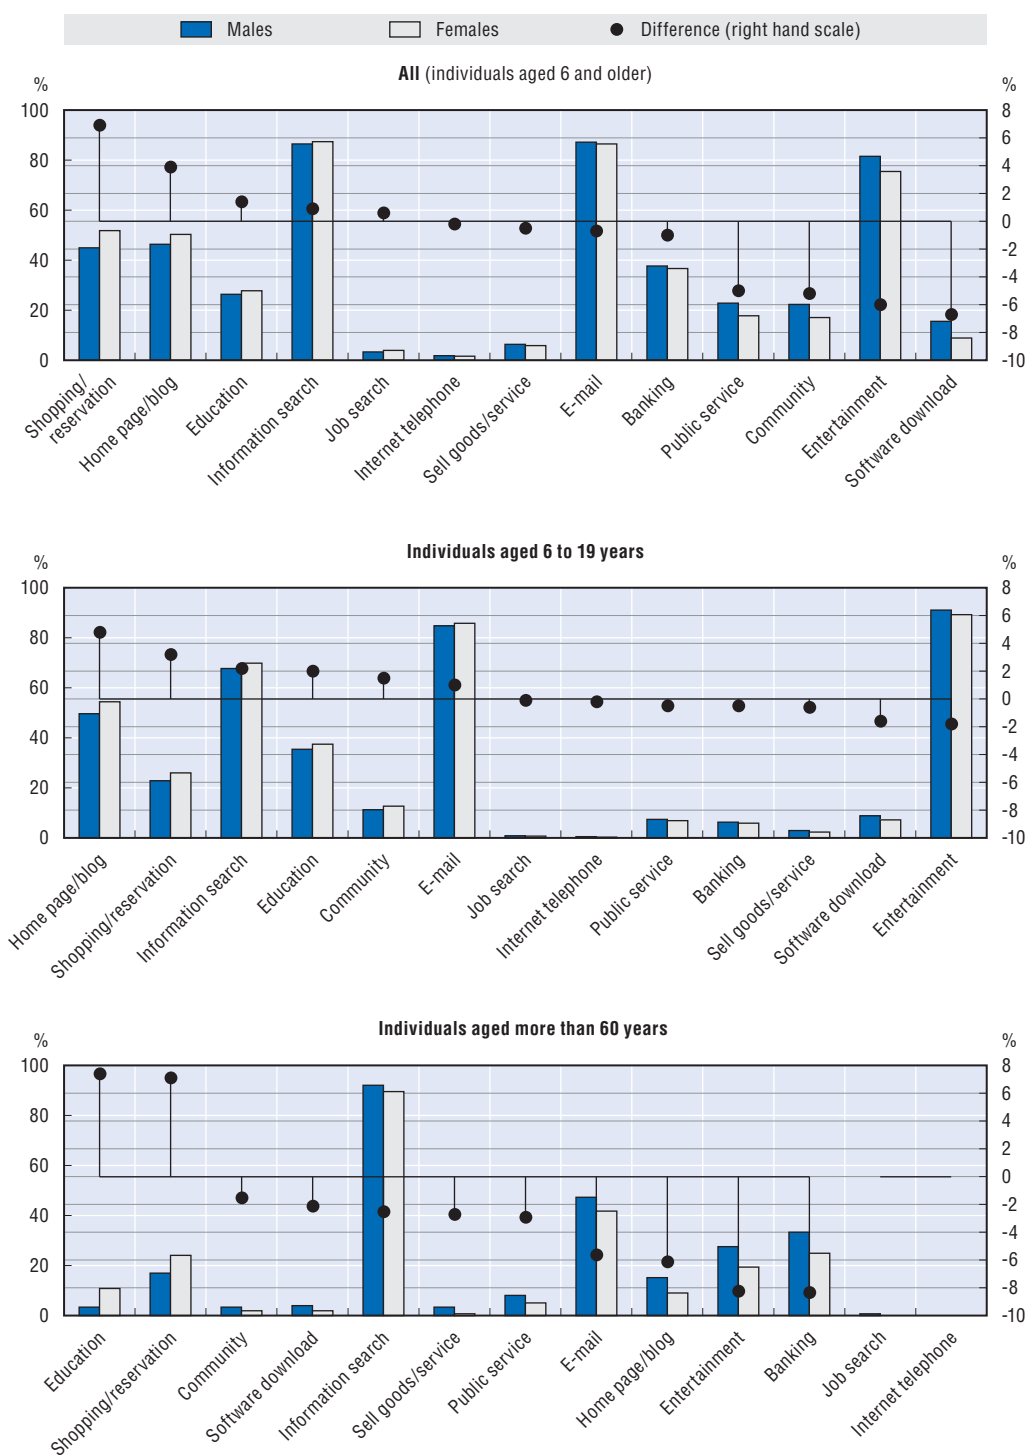 Males Females Difference (right hand scale)
All (individuals aged 6 and older)
% %
100 8
6
80 4
2
60 0
-2
40 -4
20 -6
-8
0 -10
Shopping/
reservation
Home page/blog
Education
Information search
Job search
Internet telephone
Sell goods/service
E-mail
Banking
Public service
Community
Entertainment
Software download
Individuals aged 6 to 19 years
% %
100 8
6
80 4
2
60 0
-2
40 -4
20 -6
-8
0 -10
Home page/blog
Shopping/reservation
Information search
Education
Community
E-mail
Job search
Internet telephone
Public service
Banking
Sell goods/service
Software download
Entertainment
Individuals aged more than 60 years
% %
100 8
6
80 4
2
60 0
-2
40 -4
20 -6
-8
0 -10
Education
Shopping/reservation
Community
Software download
Information search
Sell goods/service
Public service
E-mail
Home page/blog
Entertainment
Banking
Job search
Internet telephone